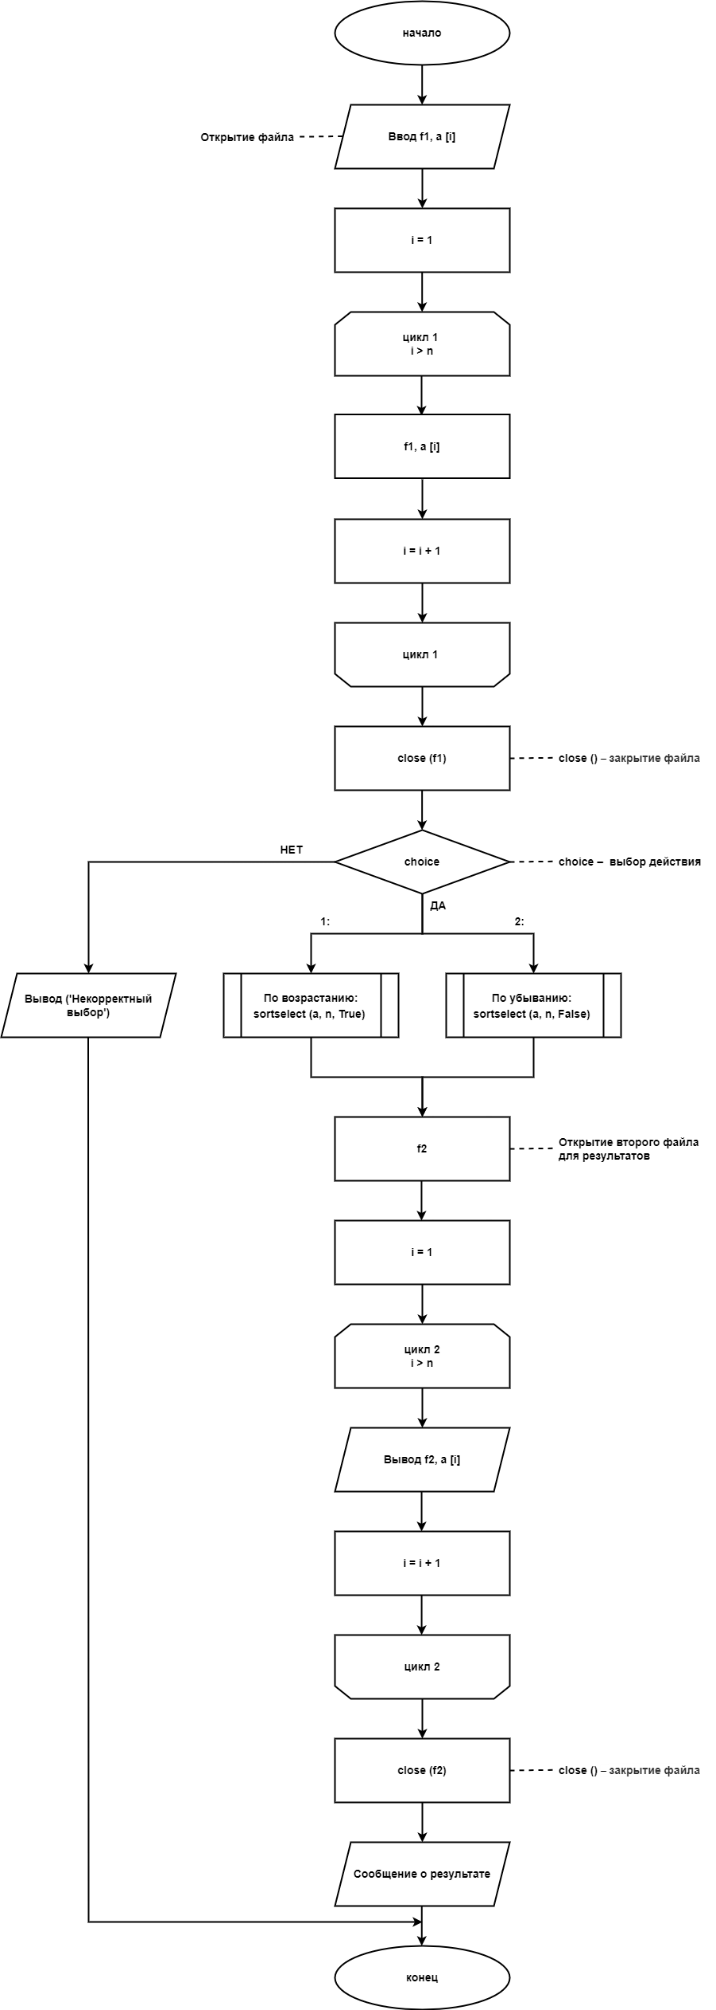 начало
Открытие файла
Ввод f1, a [i]
i = 1
цикл 1
i > n
f1, a [i]
i = i + 1
цикл 1
close (f1)
close () – закрытие файла
НЕТ
choice
choice –  выбор действия
ДА
1:
2:
Вывод ('Некорректный
выбор')
По возрастанию:
sortselect (a, n, True)
По убыванию:
sortselect (a, n, False)
f2
Открытие второго файла
для результатов
i = 1
цикл 2
i > n
Вывод f2, a [i]
i = i + 1
цикл 2
close (f2)
close () – закрытие файла
Сообщение о результате
конец